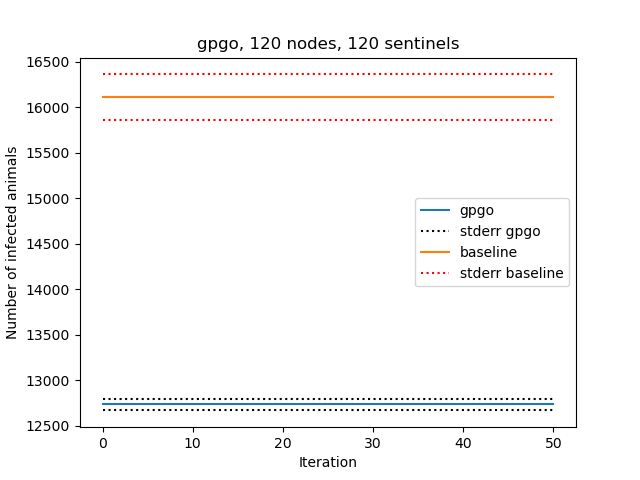 gpgo, 120 nodes, 120 sentinels
Number of infected animals
16500
16000
15500
15000
14500
14000
13500
13000
12500
gpgo
stderr gpgo
baseline
stderr baseline
0 10 20 30 40 50
Iteration